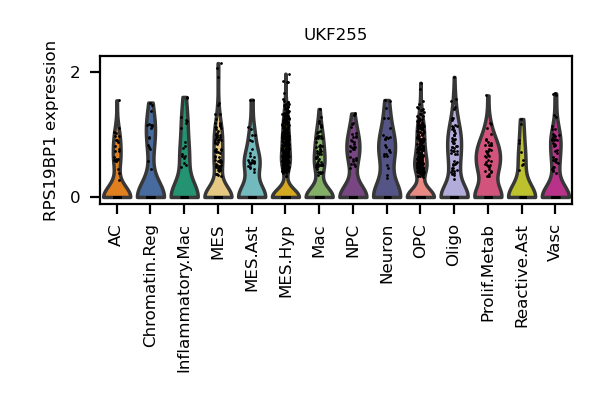 UKF255
RPS19BP1 expression
2
0
AC
Chromatin.Reg
Inflammatory.Mac
MES
MES.Ast
MES.Hyp
Mac
NPC
Neuron
OPC
Oligo
Prolif.Metab
Reactive.Ast
Vasc